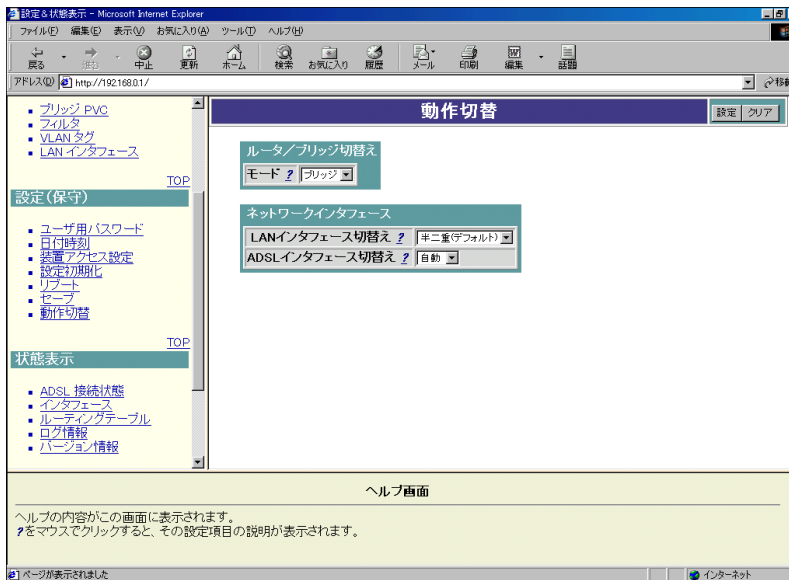 設定&状態表示 - Microsoft Internet Explorer
ファイル(F) 編集(E) 表示(V) お気に入り(A) ツール(T) ヘルプ(H)
戻る 進む 中止 更新 ホーム 検索 お気に入り 履歴 メール 印刷 編集 話題
アドレス(D) http://192.168.0.1/ 移動
ブリッジ PVC
フィルタ
VLAN タグ
LAN インタフェース
TOP
設定(保守)
ユーザ用パスワード
日付時刻
装置アクセス設定
設定初期化
リブート
セーブ
動作切替
TOP
状態表示
ADSL 接続状態
インタフェース
ルーティングテーブル
ログ情報
バージョン情報
動作切替
設定 クリア
ルータ/ブリッジ切替え
モード ? ブリッジ
ネットワークインタフェース
LANインタフェース切替え ? 半二重(デフォルト)
ADSLインタフェース切替え ? 自動
ヘルプ画面
ヘルプの内容がこの画面に表示されます。
?をマウスでクリックすると、その設定項目の説明が表示されます。
ページが表示されました
インターネット